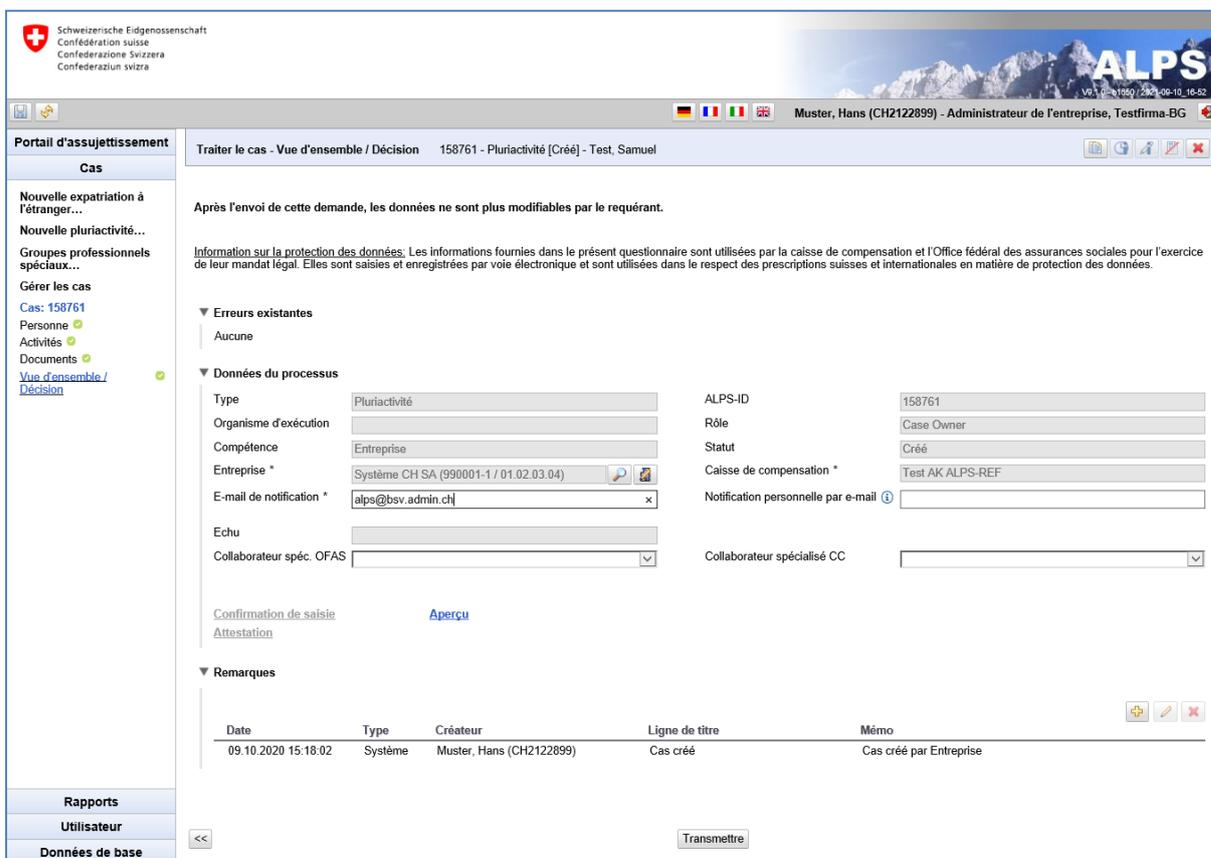 Schweizerische Eidgenossenschaft
Confédération suisse
Confederazione Svizzera
Confederaziun svizra
ALPS
V9.1.0 - b1650 / 2021-09-10_16-52
Muster, Hans (CH2122899) - Administrateur de l'entreprise, Testfirma-BG
Portail d'assujettissement
Cas
Nouvelle expatriation à
l'étranger…
Nouvelle pluriactivité…
Groupes professionnels
spéciaux…
Gérer les cas
Cas: 158761
Personne
Activités
Documents
Vue d'ensemble /
Décision
Rapports
Utilisateur
Données de base
Traiter le cas - Vue d'ensemble / Décision 158761 - Pluriactivité [Créé] - Test, Samuel
Après l'envoi de cette demande, les données ne sont plus modifiables par le requérant.
Information sur la protection des données: Les informations fournies dans le présent questionnaire sont utilisées par la caisse de compensation et l'Office fédéral des assurances sociales pour l'exercice
de leur mandat légal. Elles sont saisies et enregistrées par voie électronique et sont utilisées dans le respect des prescriptions suisses et internationales en matière de protection des données.
Erreurs existantes
Aucune
Données du processus
Type Pluriactivité ALPS-ID 158761
Organisme d'exécution Rôle Case Owner
Compétence Entreprise Statut Créé
Entreprise * Système CH SA (990001-1 / 01.02.03.04) Caisse de compensation * Test AK ALPS-REF
E-mail de notification * alps@bsv.admin.ch x Notification personnelle par e-mail i
Echu
Collaborateur spéc. OFAS Collaborateur spécialisé CC
Confirmation de saisie Aperçu
Attestation
Remarques
Date Type Créateur Ligne de titre Mémo
09.10.2020 15:18:02 Système Muster, Hans (CH2122899) Cas créé Cas créé par Entreprise
<< Transmettre